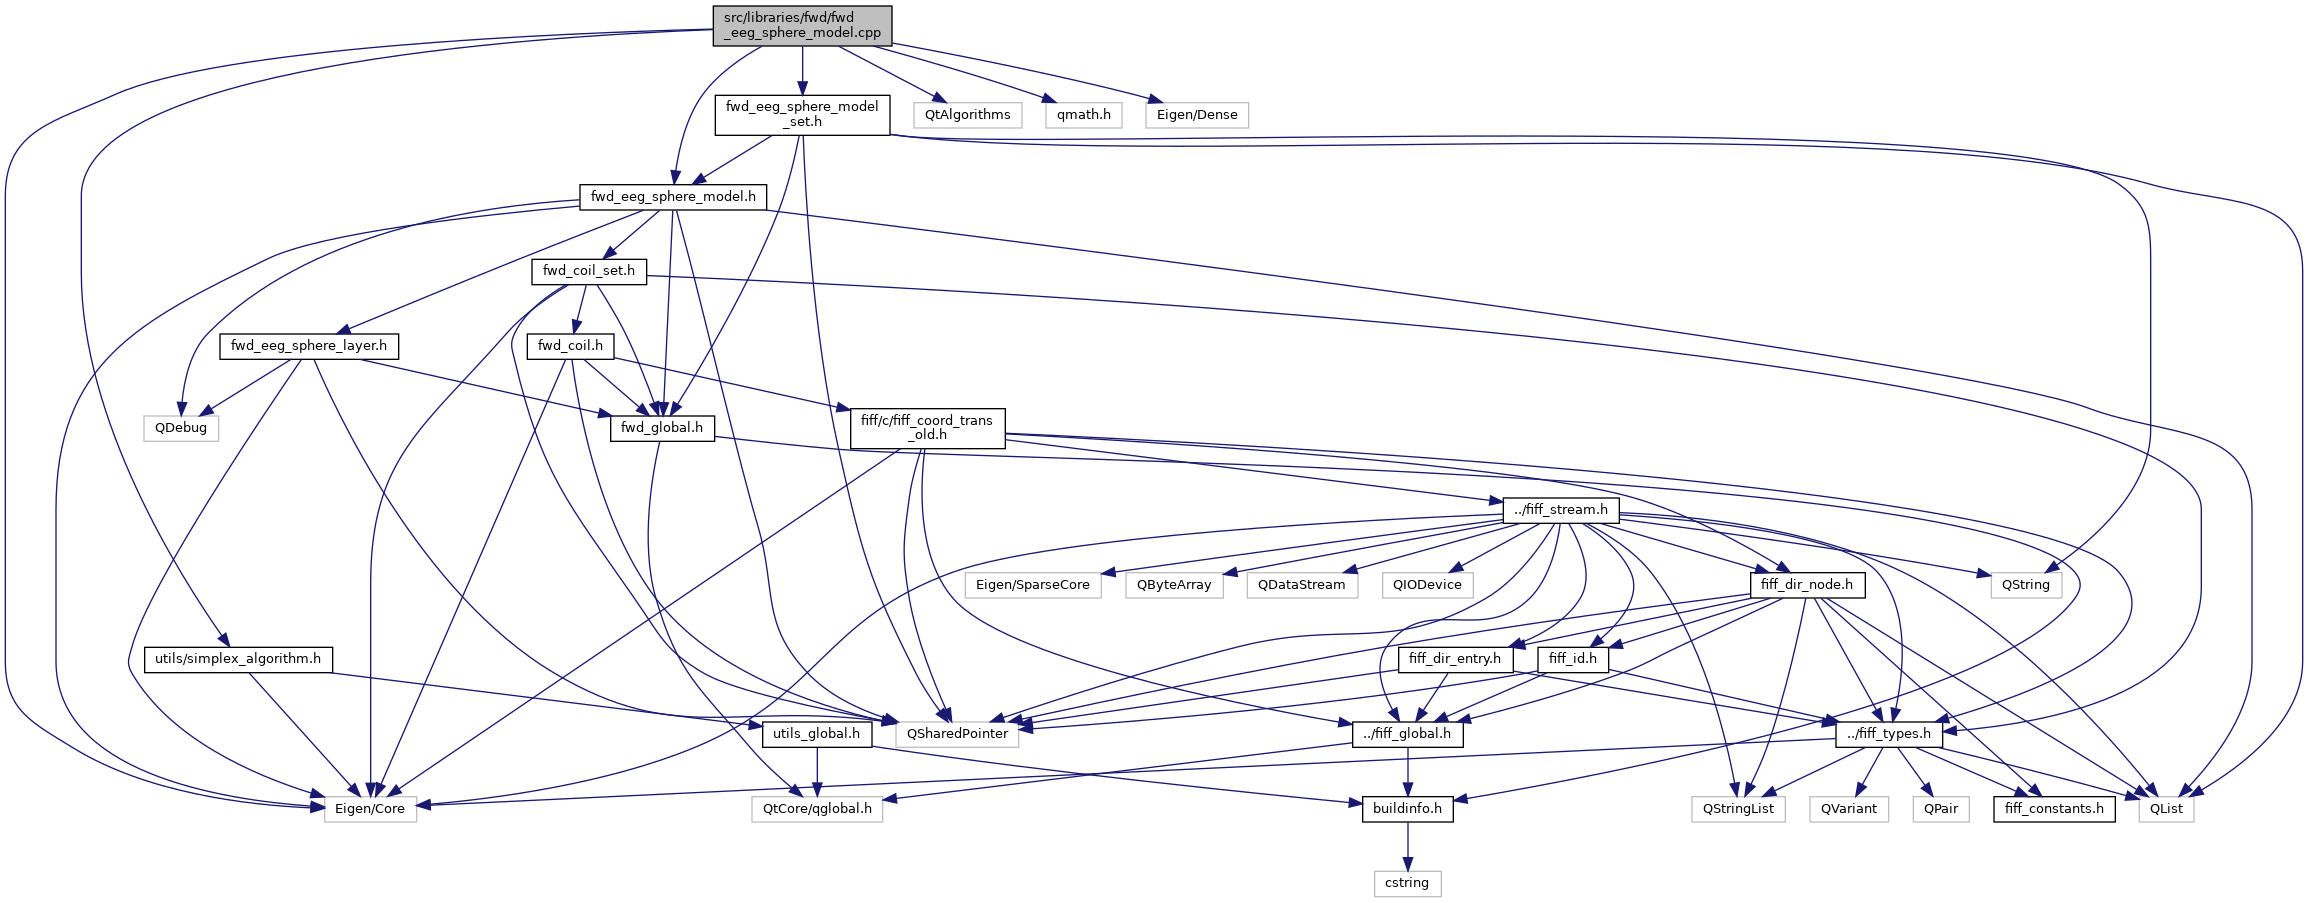 src/libraries/fwd/fwd
_eeg_sphere_model.cpp
fwd_eeg_sphere_model
_set.h
QtAlgorithms
qmath.h
Eigen/Dense
fwd_eeg_sphere_model.h
fwd_coil_set.h
fwd_eeg_sphere_layer.h
fwd_coil.h
QDebug
fwd_global.h
fiff/c/fiff_coord_trans
_old.h
../fiff_stream.h
Eigen/SparseCore
QByteArray
QDataStream
QIODevice
fiff_dir_node.h
QString
utils/simplex_algorithm.h
fiff_dir_entry.h
fiff_id.h
utils_global.h
QSharedPointer
../fiff_global.h
../fiff_types.h
Eigen/Core
QtCore/qglobal.h
buildinfo.h
QStringList
QVariant
QPair
fiff_constants.h
QList
cstring